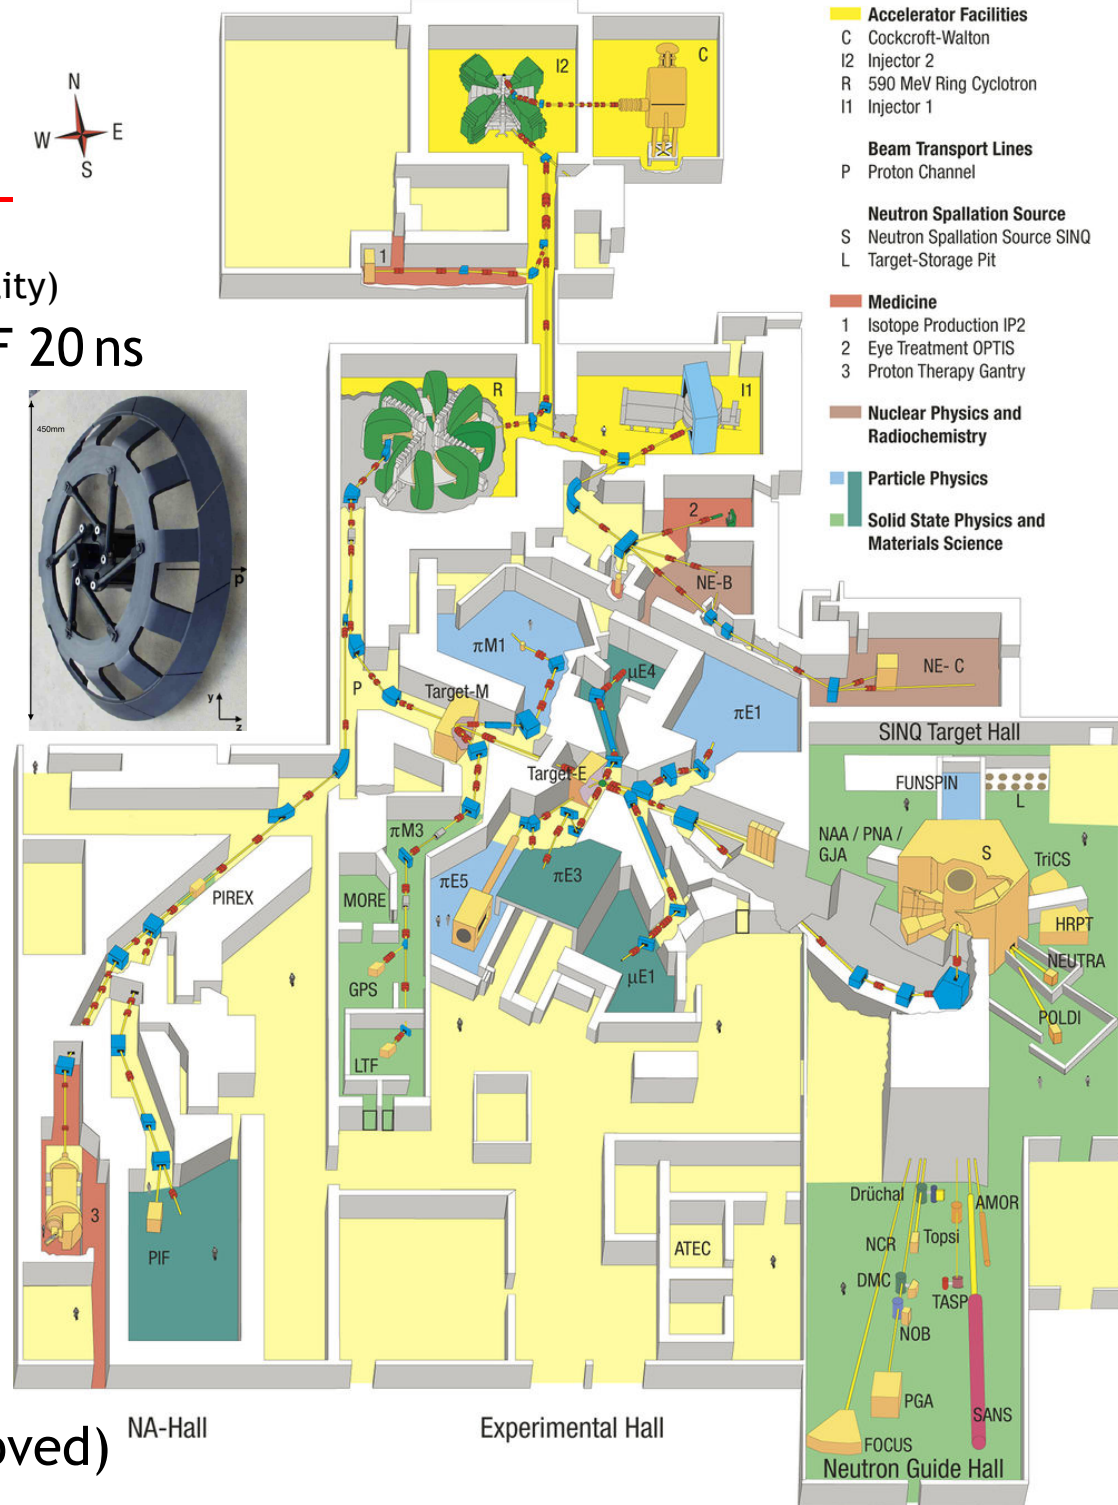 Accelerator Facilities
C Cockcroft-Walton
I2 Injector 2
R 590 MeV Ring Cyclotron
I1 Injector 1
Beam Transport Lines
P Proton Channel
Neutron Spallation Source
S Neutron Spallation Source SINQ
L Target-Storage Pit
Medicine
1 Isotope Production IP2
2 Eye Treatment OPTIS
3 Proton Therapy Gantry
Nuclear Physics and
Radiochemistry
Particle Physics
Solid State Physics and
Materials Science
N
W E
S
ity)
F 20 ns
450mm
p
y
z
I2
C
1
R
I1
2
NE-B
πM1
μE4
NE- C
P
Target-M
πE1
SINQ Target Hall
Target-E
FUNSPIN
L
πM3
NAA / PNA /
GJA
S
TriCS
πE5
πE3
MORE
PIREX
HRPT
NEUTRA
μE1
GPS
POLDI
LTF
Drüchal
AMOR
3
NCR
Topsi
PIF
ATEC
DMC
TASP
NOB
PGA
SANS
FOCUS
NA-Hall
Experimental Hall
oved)
Neutron Guide Hall